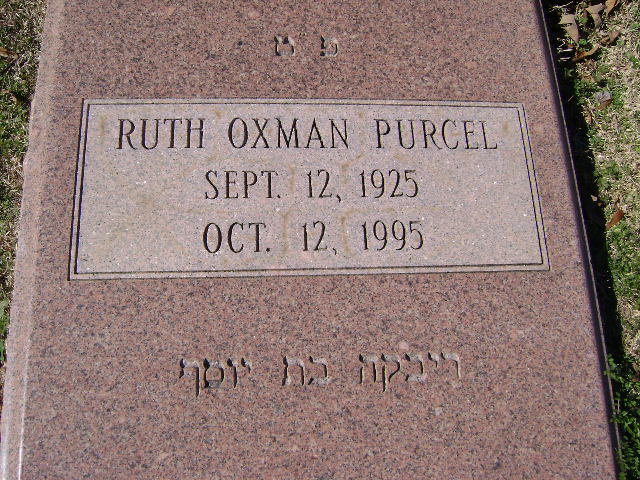 פ ט
RUTH OXMAN PURCEL
SEPT. 12, 1925
OCT. 12, 1995
ריבקה בת יוסף